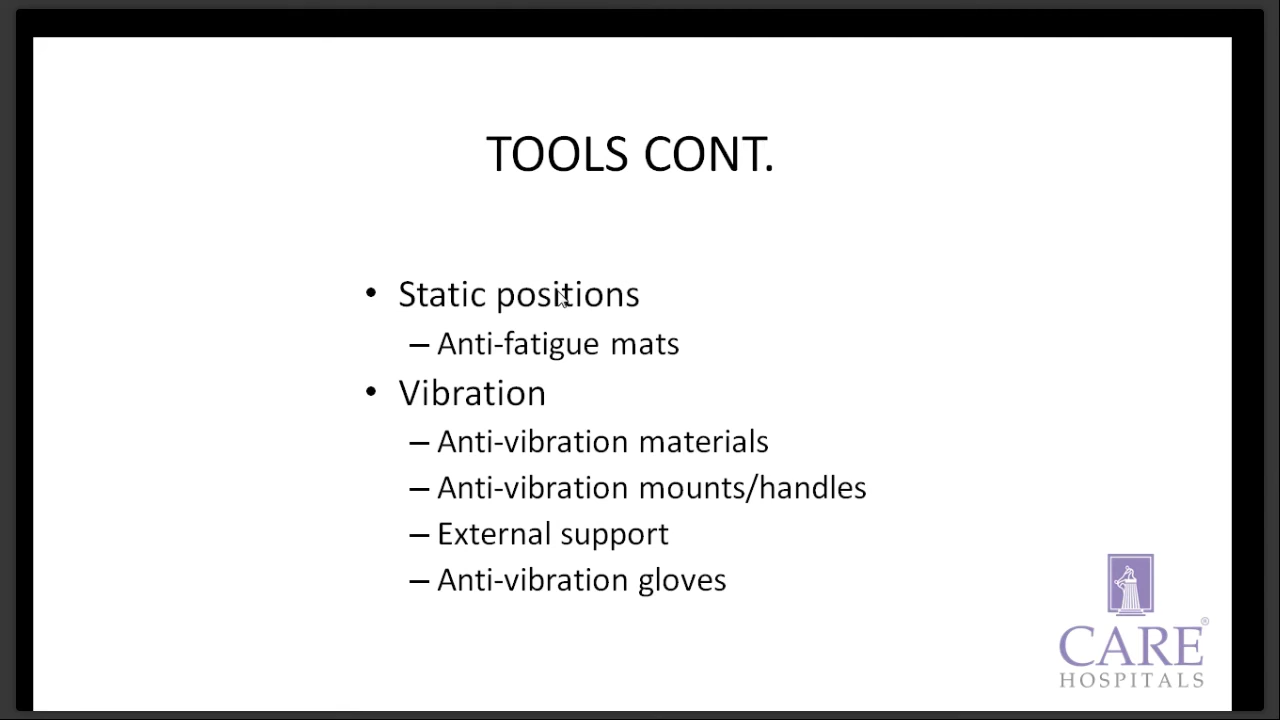 TOOLS CONT.
• Static positions
– Anti-fatigue mats
• Vibration
– Anti-vibration materials
– Anti-vibration mounts/handles
– External support
– Anti-vibration gloves
CARE®
HOSPITALS